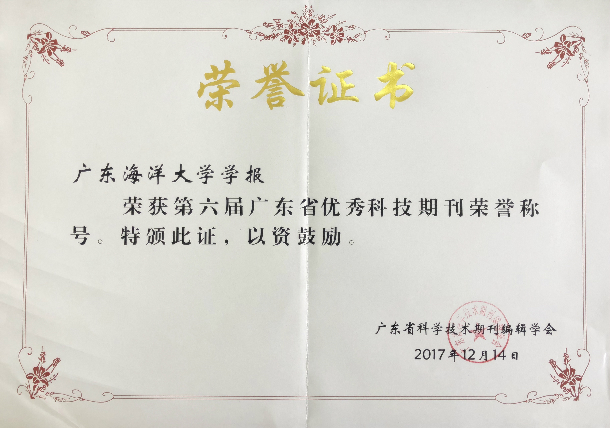 荣誉证书
广东海洋大学学报
荣获第六届广东省优秀科技期刊荣誉称
号。特颁此证，以资鼓励。
广东省科学技术期刊编辑学会
2017年12月14日